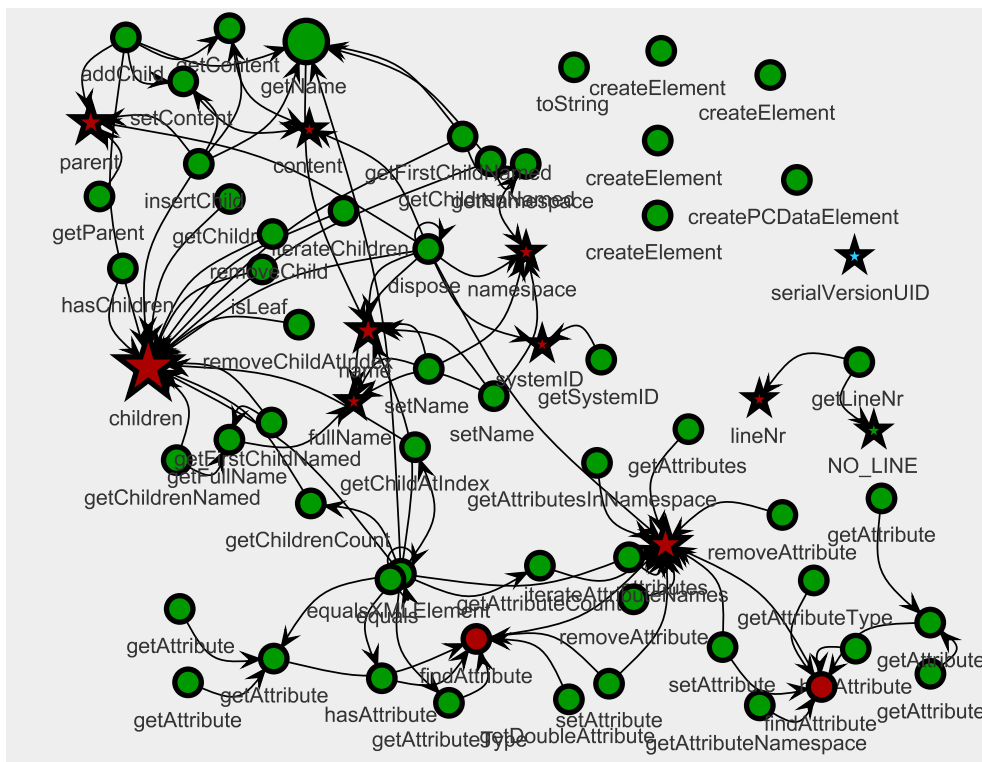 addChild
getContent
getName
toString
createElement
createElement
setContent
parent
content
getFirstChildNamed
createElement
insertChild
getChildrenNamed
getNamespace
createPCDataElement
getParent
iterateChildren
createElement
removeChild
dispose
namespace
serialVersionUID
hasChildren
isLeaf
removeChildAtIndex
name
systemID
getSystemID
getLineNr
children
setName
fullName
setName
lineNr
getFirstChildNamed
getFullName
getAttributes
NO_LINE
getChildrenNamed
getChildAtIndex
getAttributesInNamespace
getChildrenCount
removeAttribute
getAttribute
attributes
iterateAttributeNames
getAttributeCount
equalsXMLElement
equals
getAttributeType
getAttribute
removeAttribute
getAttribute
findAttribute
setAttribute
getAttribute
getAttribute
hasAttribute
setAttribute
findAttribute
getAttribute
getAttributeType
getDoubleAttribute
getAttributeNamespace